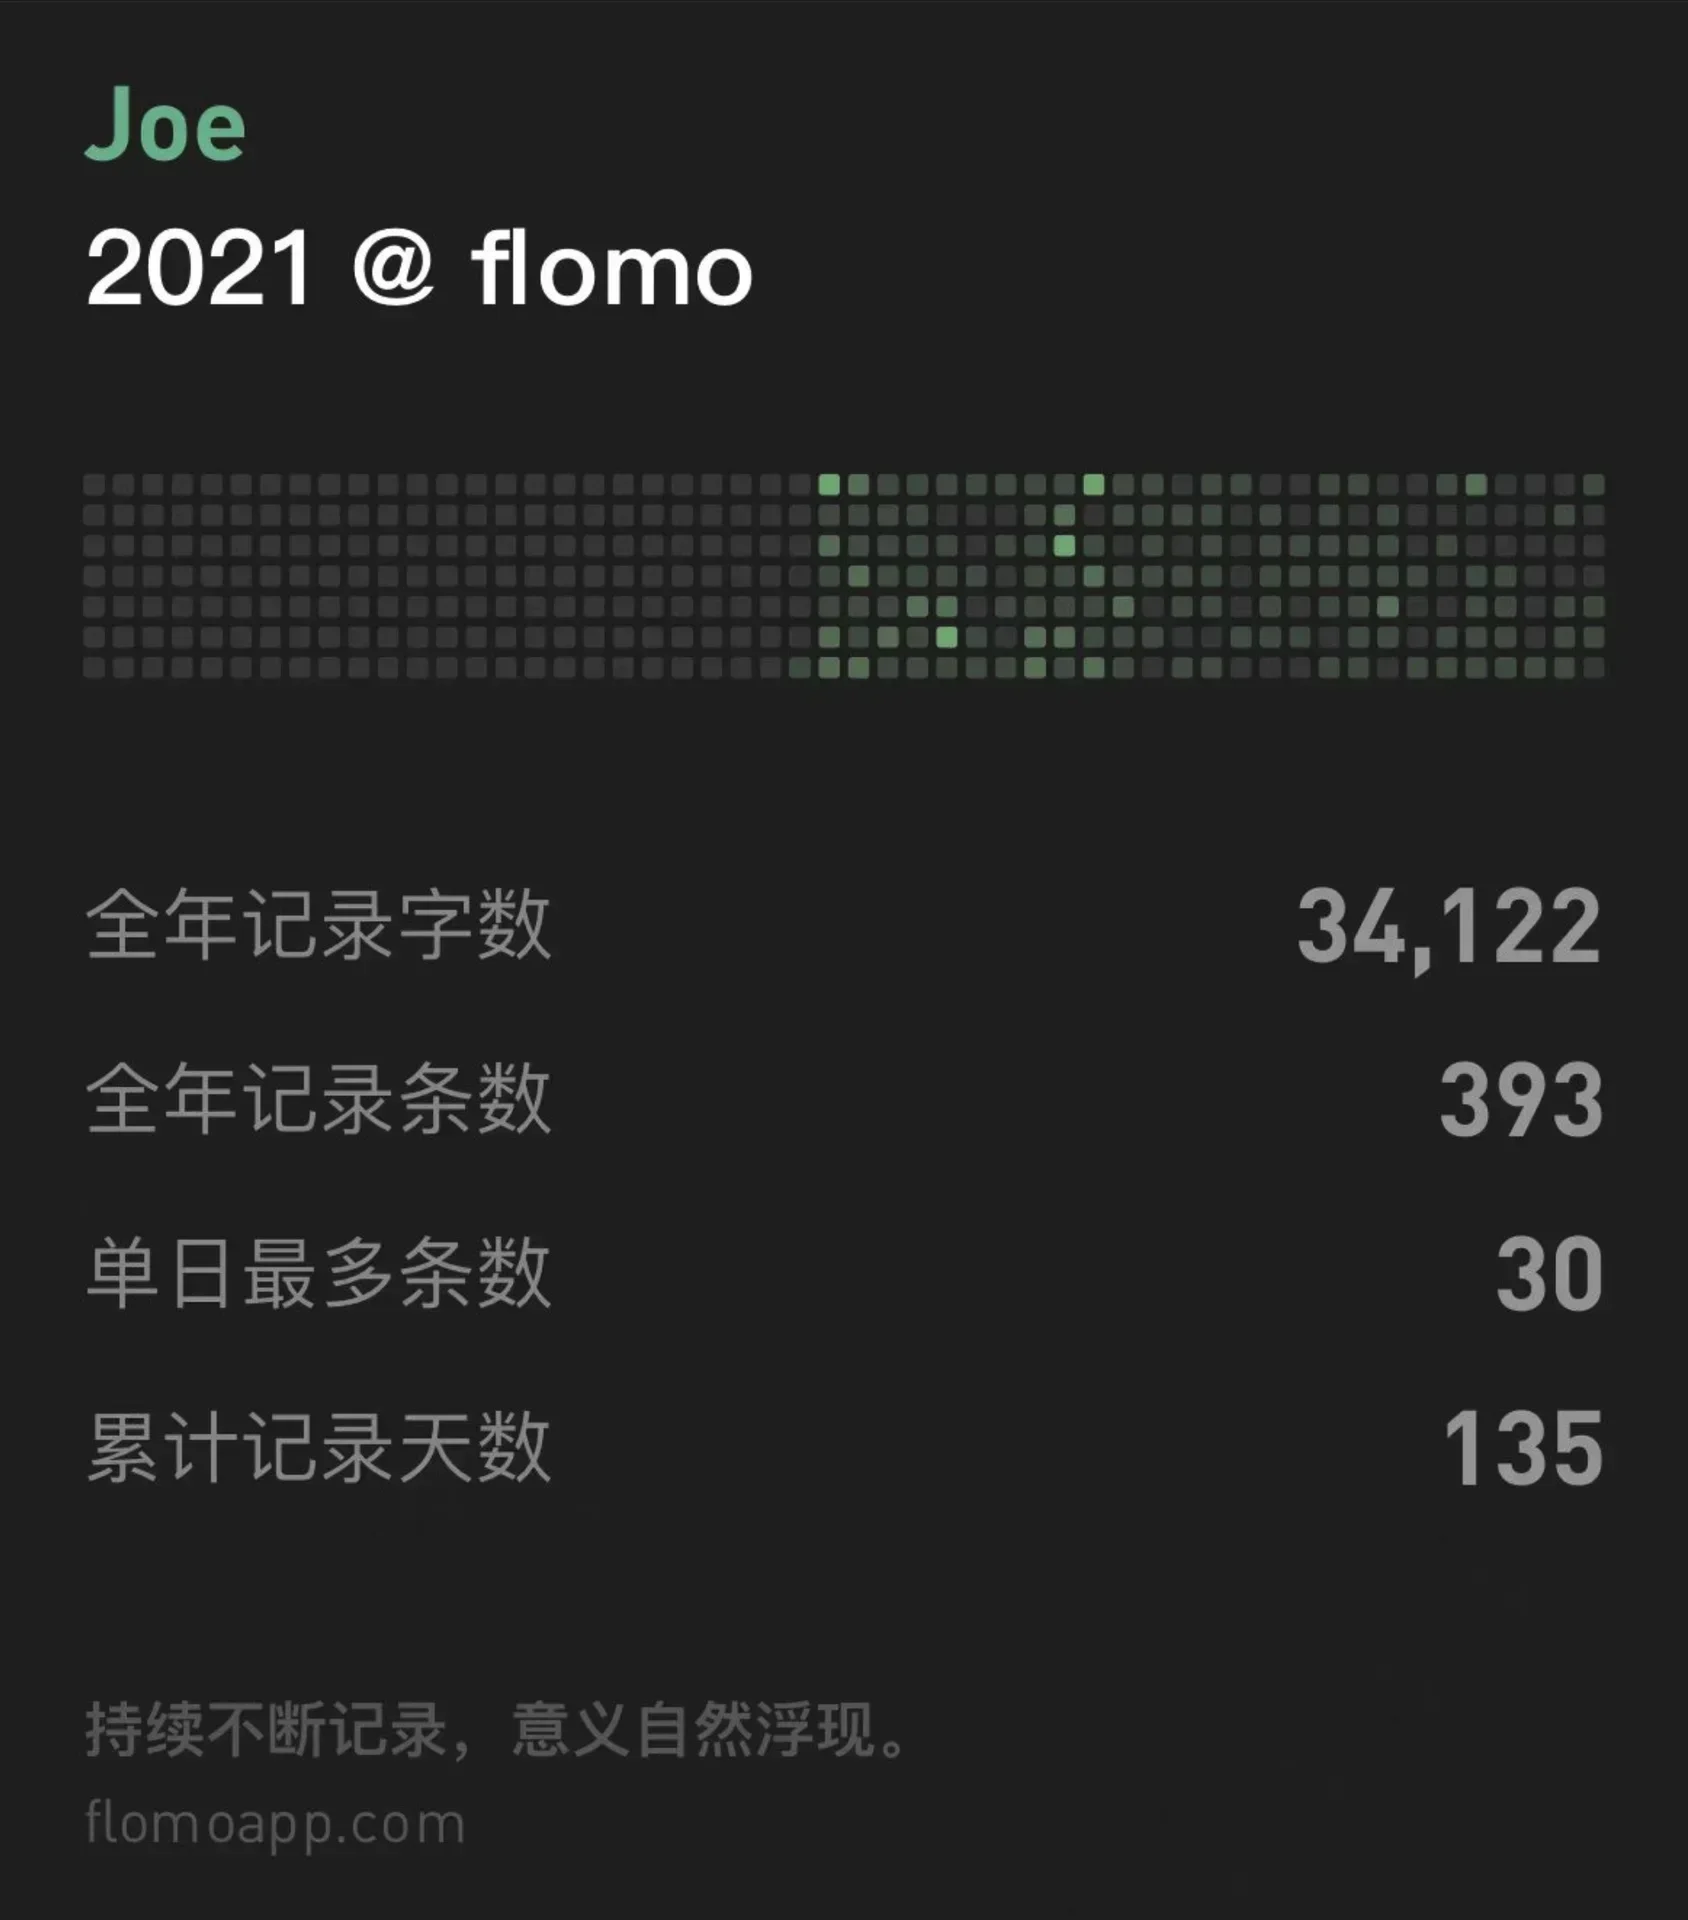 Joe
2021 @ flomo
全年记录字数 34,122
全年记录条数 393
单日最多条数 30
累计记录天数 135
持续不断记录，意义自然浮现。
flomoapp.com